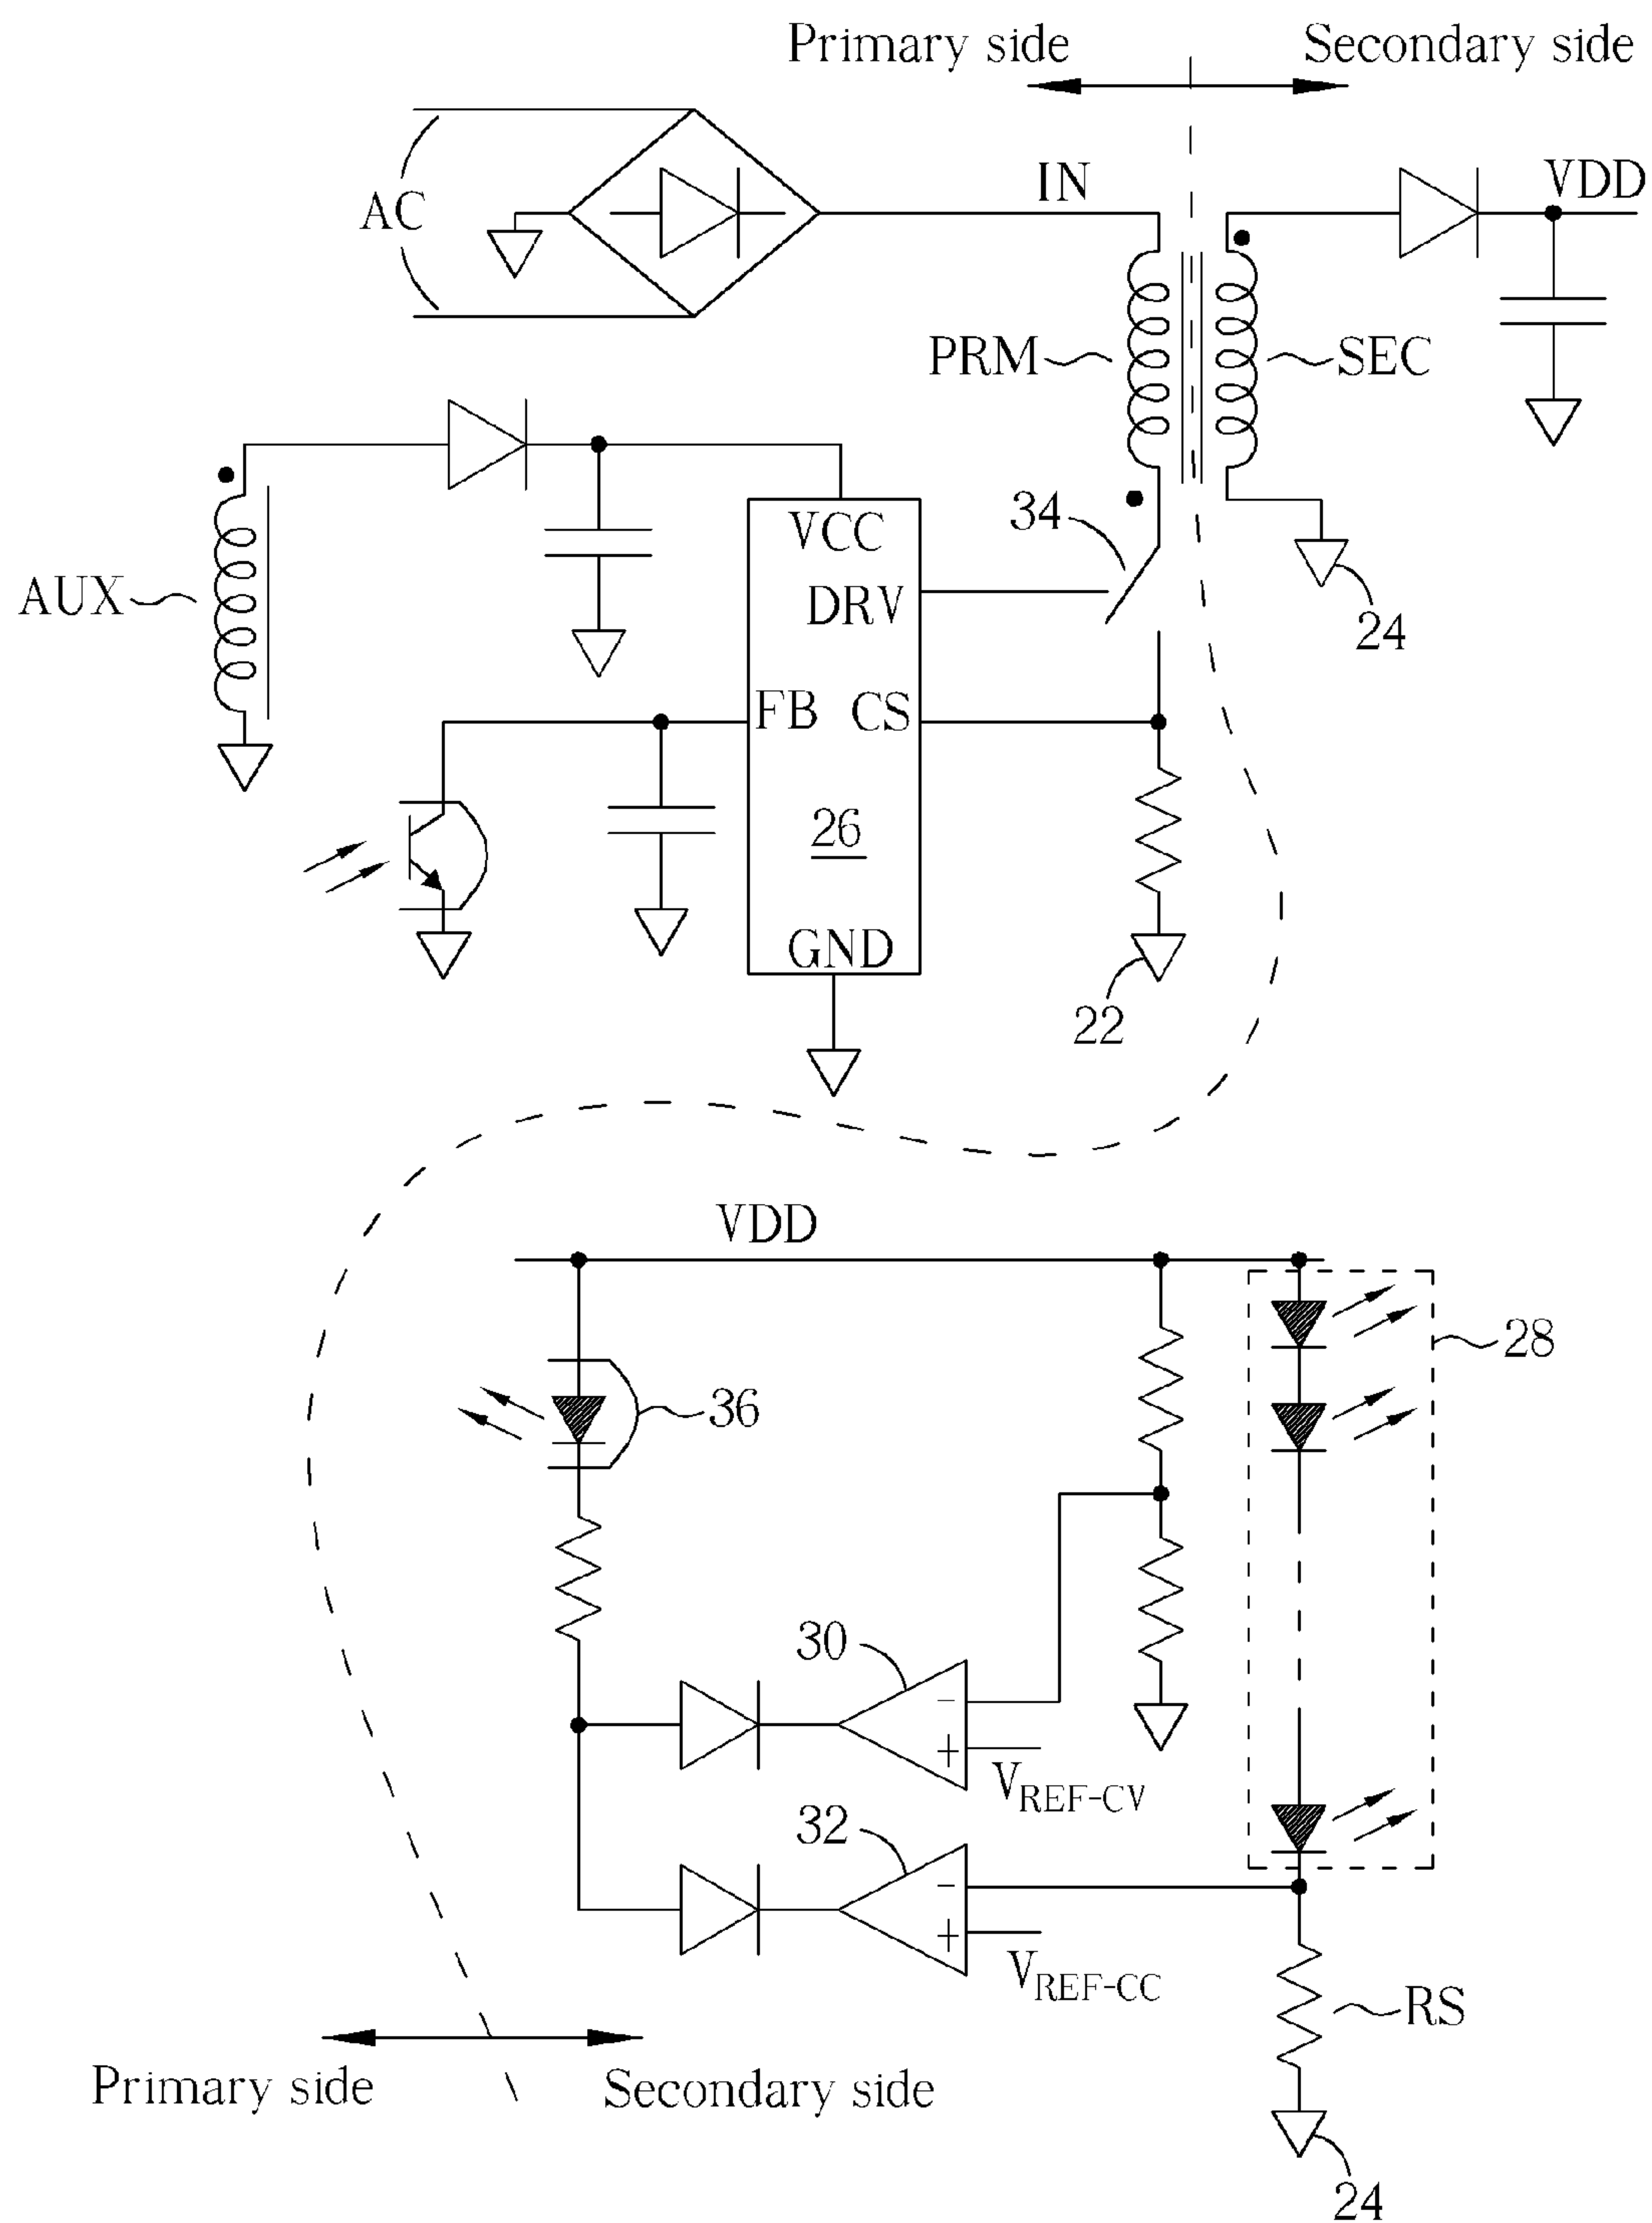 Primary side
Secondary side
AC
IN
VDD
PRM
SEC
AUX
VCC
34
DRV
24
FB
CS
26
GND
22
VDD
28
36
30
-
+
VREF-CV
32
-
+
VREF-CC
RS
Primary side
Secondary side
24